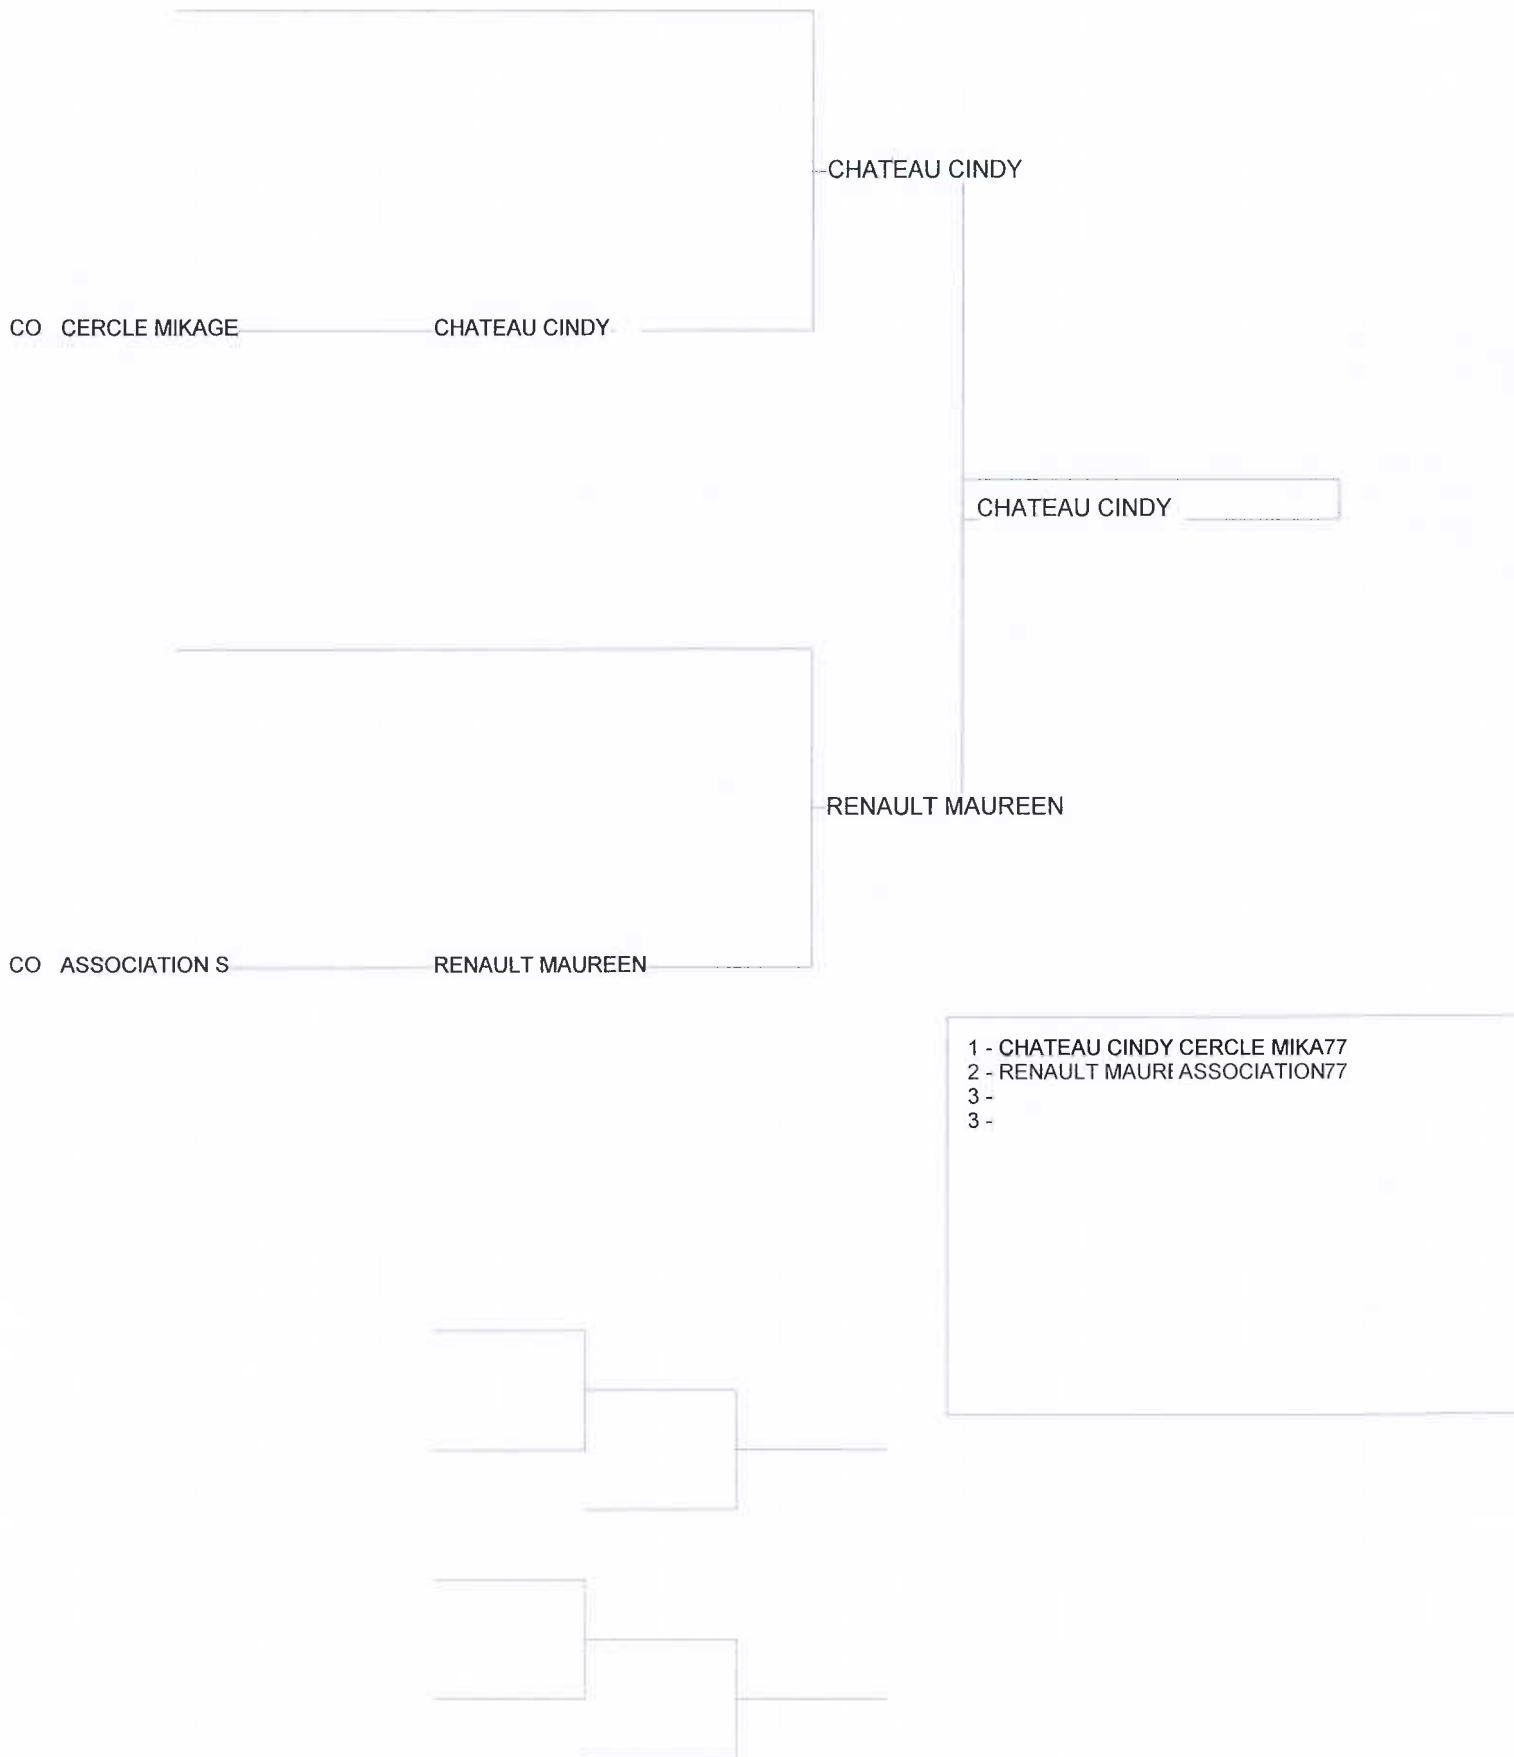 CHATEAU CINDY
CO CERCLE MIKAGE CHATEAU CINDY
CHATEAU CINDY
RENAULT MAUREEN
CO ASSOCIATION S RENAULT MAUREEN
1 - CHATEAU CINDY CERCLE MIKA77
2 - RENAULT MAURE ASSOCIATION77
3 -
3 -